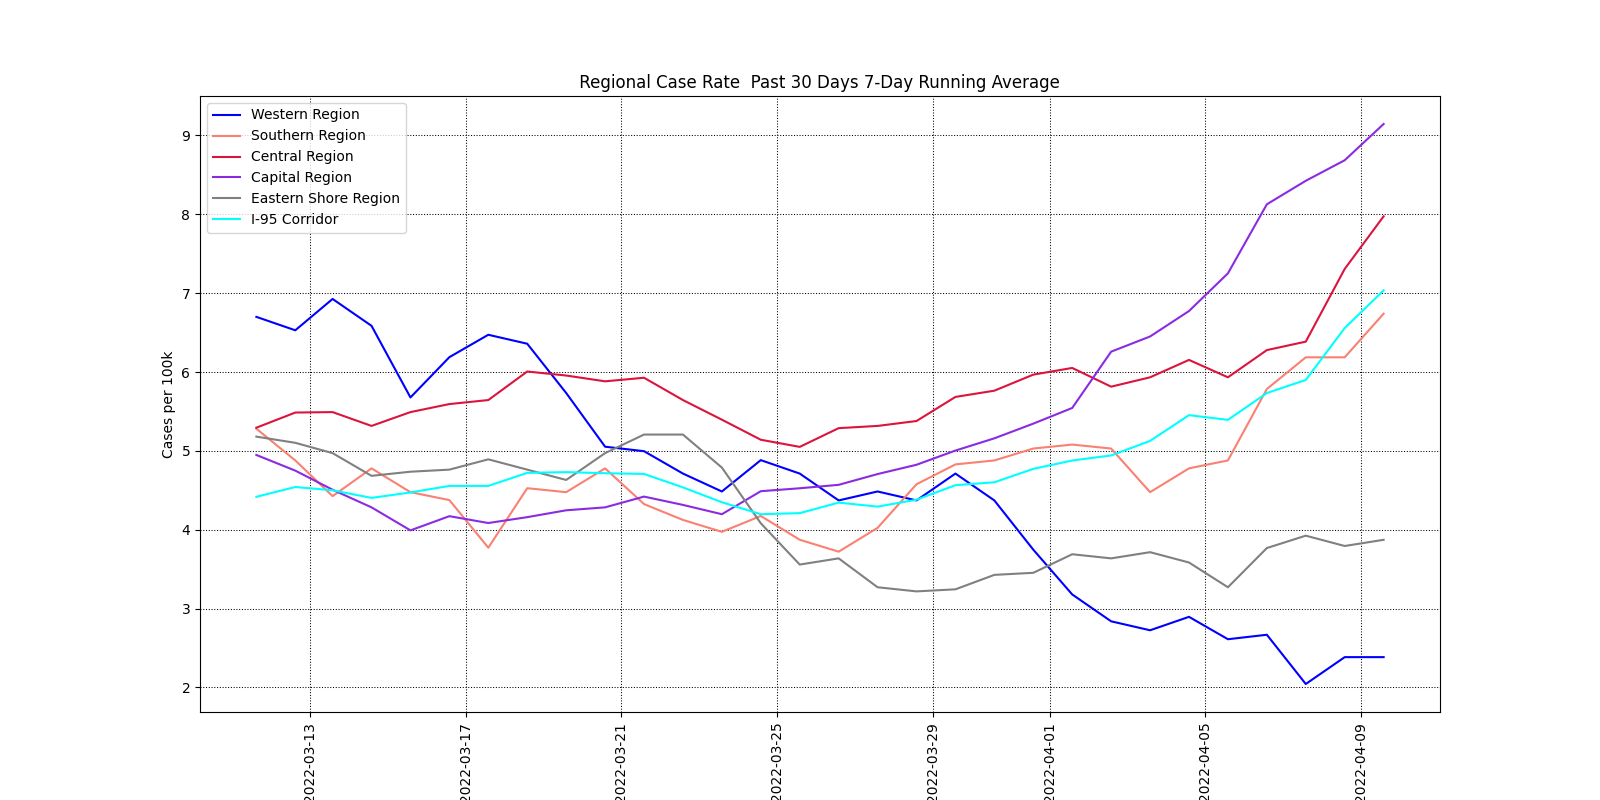 Regional Case Rate  Past 30 Days 7-Day Running Average
Western Region
Southern Region
Central Region
Capital Region
Eastern Shore Region
I-95 Corridor
Cases per 100k
9
8
7
6
5
4
3
2
2022-03-13
2022-03-17
2022-03-21
2022-03-25
2022-03-29
2022-04-01
2022-04-05
2022-04-09